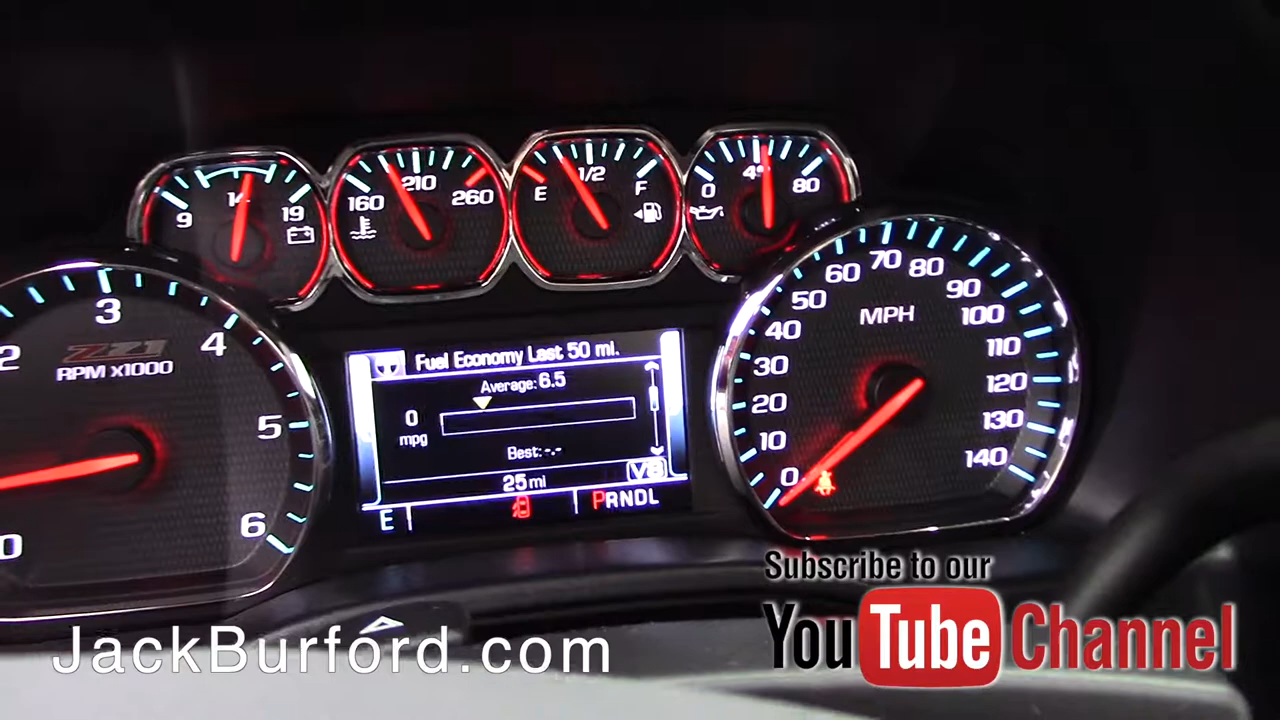 9 14 19
160 210 260
E 1/2 F
0 40 80
0 2 3 4 5 6
Z71
RPM x1000
Fuel Economy Last 50 mi.
Average: 6.5
0
mpg
Best: -.-
25 mi
V8
E
PRNDL
0 10 20 30 40 50 60 70 80 90 100 110 120 130 140
MPH
JackBurford.com
Subscribe to our
YouTube Channel